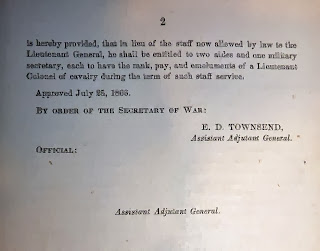 2
is hereby provided, that in lieu of the staff now allowed by law to the
Lieutenant General, he shall be entitled to two aides and one military
secretary, each to have the rank, pay, and emoluments of a Lieutenant
Colonel of cavalry during the term of such staff service.
Approved July 25, 1866.
BY ORDER OF THE SECRETARY OF WAR:
E. D. TOWNSEND,
Assistant Adjutant General.
OFFICIAL:
Assistant Adjutant General.